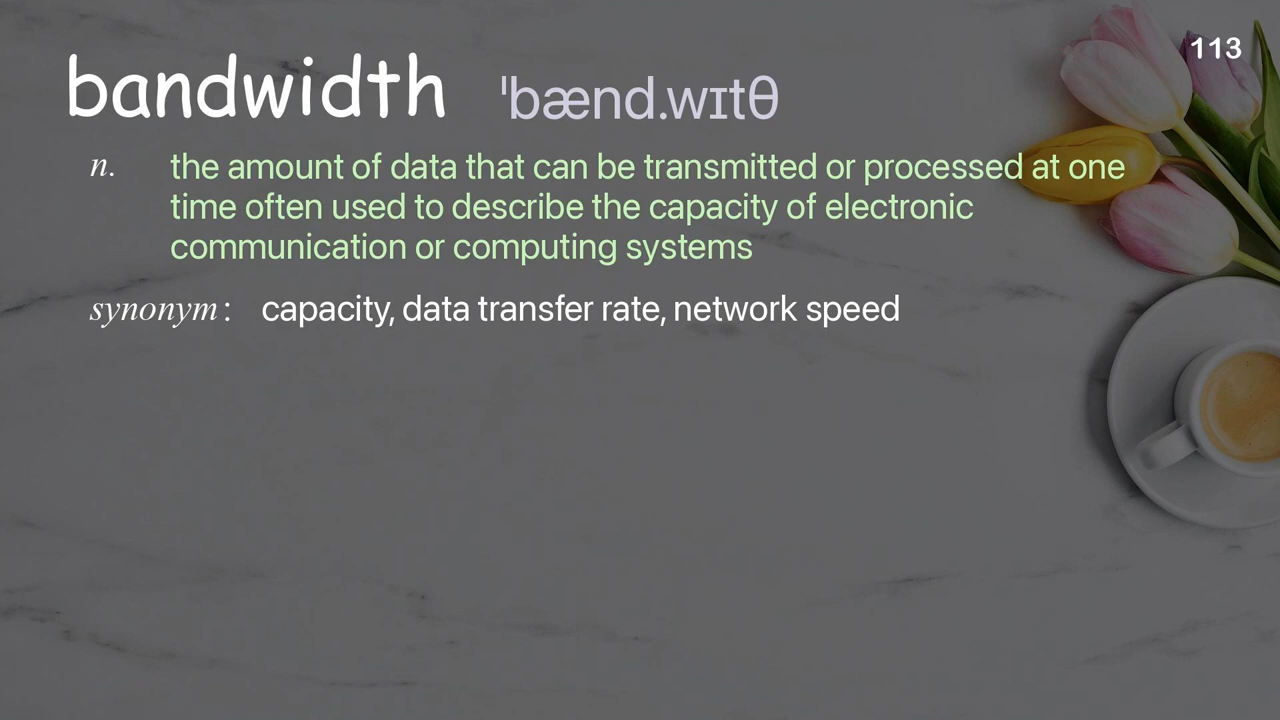 113
bandwidth ˈbænd.wɪtθ
n. the amount of data that can be transmitted or processed at one
time often used to describe the capacity of electronic
communication or computing systems
synonym: capacity, data transfer rate, network speed